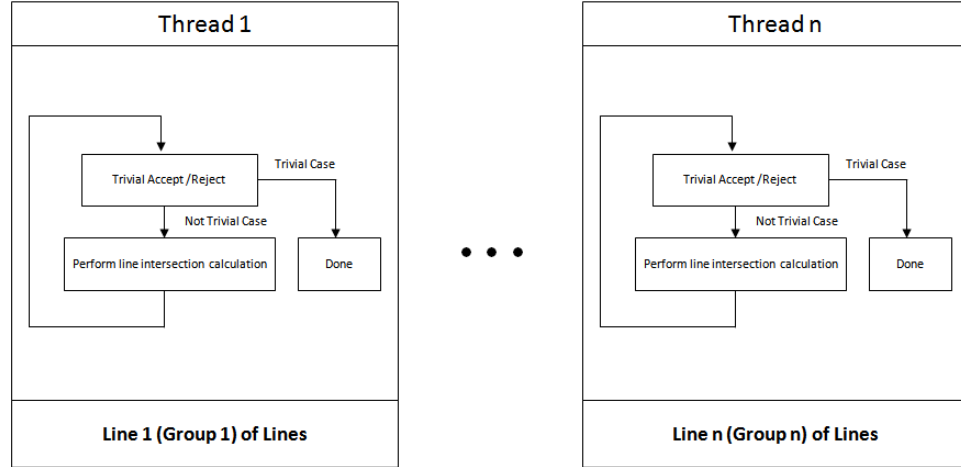 Thread 1
Trivial Accept /Reject
Trivial Case
Not Trivial Case
Perform line intersection calculation
Done
Line 1 (Group 1) of Lines
Thread n
Trivial Accept /Reject
Trivial Case
Not Trivial Case
Perform line intersection calculation
Done
Line n (Group n) of Lines